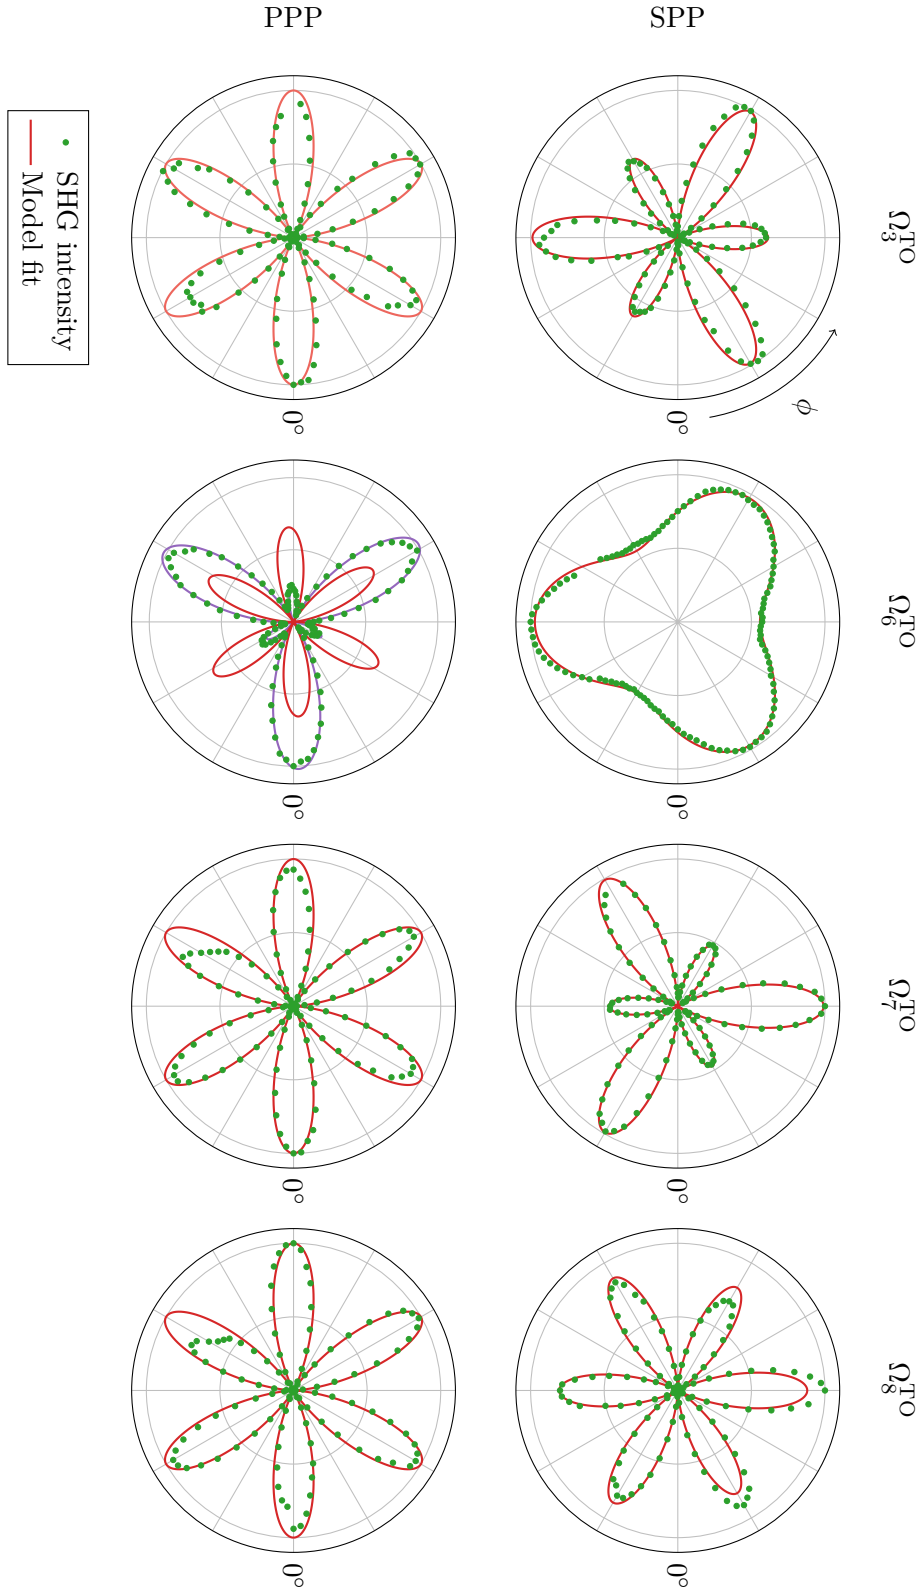 Ω₃ᵀᴼ Ω₆ᵀᴼ Ω₇ᵀᴼ Ω₈ᵀᴼ
SPP
ϕ
0° 0° 0° 0°
PPP
0° 0° 0° 0°
SHG intensity
Model fit